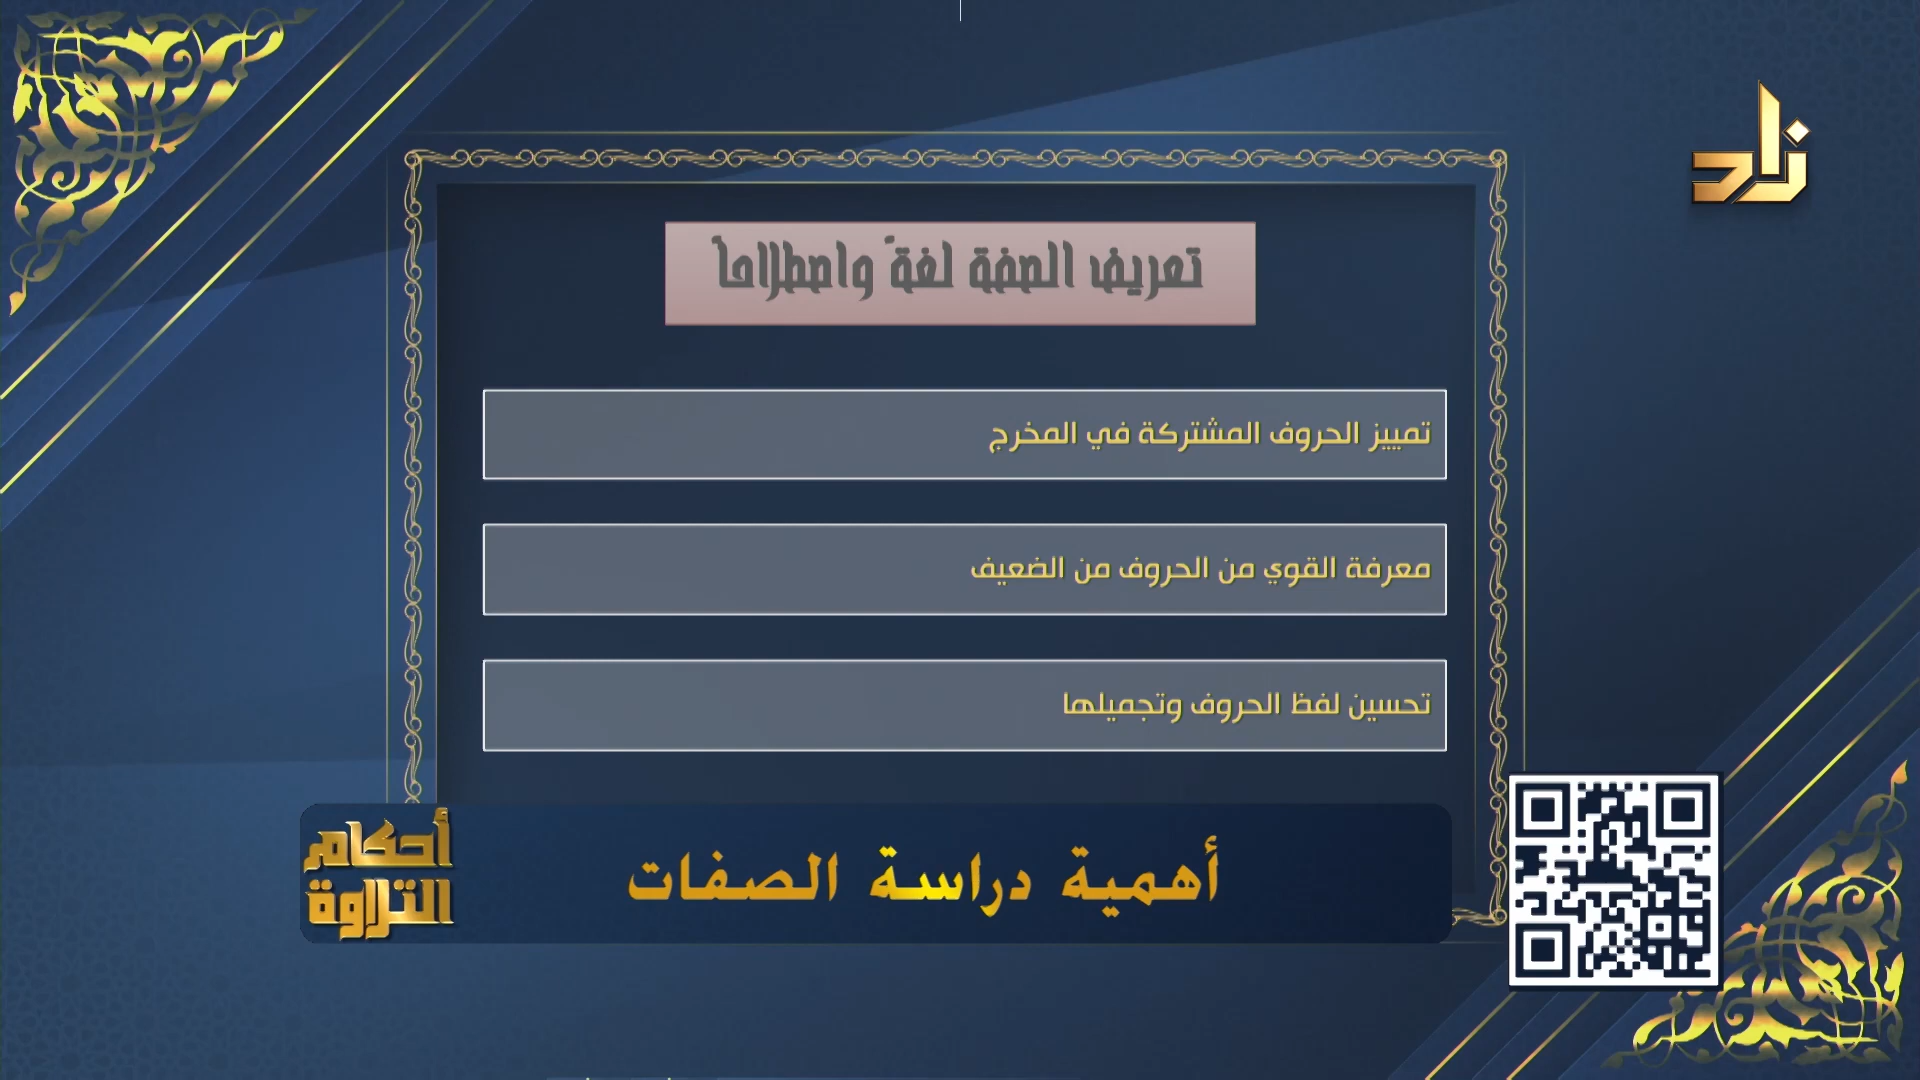 زاد
تعريف الصفة لغةً واصطلاحاً
تمييز الحروف المشتركة في المخرج
معرفة القوي من الحروف من الضعيف
تحسين لفظ الحروف وتجميلها
أهمية دراسة الصفات
أحكام
التلاوة